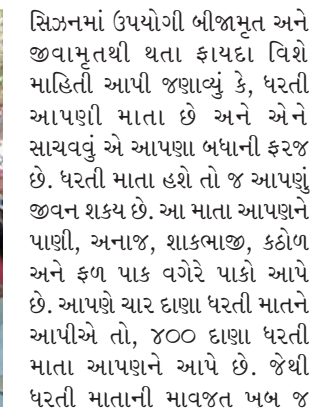 સિઝનમાં ઉપયોગી બીજામૃત અને
જીવામૃતથી થતા ફાયદા વિશે
માહિતી આપી જણાવ્યું કે, ધરતી
આપણી માતા છે અને એને
સાચવવું એ આપણા બધાની ફરજ
છે. ધરતી માતા હશે તો જ આપણું
જીવન શકય છે. આ માતા આપણને
પાણી, અનાજ, શાકભાજી, કઠોળ
અને ફળ પાક વગેરે પાકો આપે
છે. આપણે ચાર દાણા ધરતી માતને
આપીએ તો, ૪૦૦ દાણા ધરતી
માતા આપણને આપે છે. જેથી
ધરતી માતાની માવજત ખબ જ